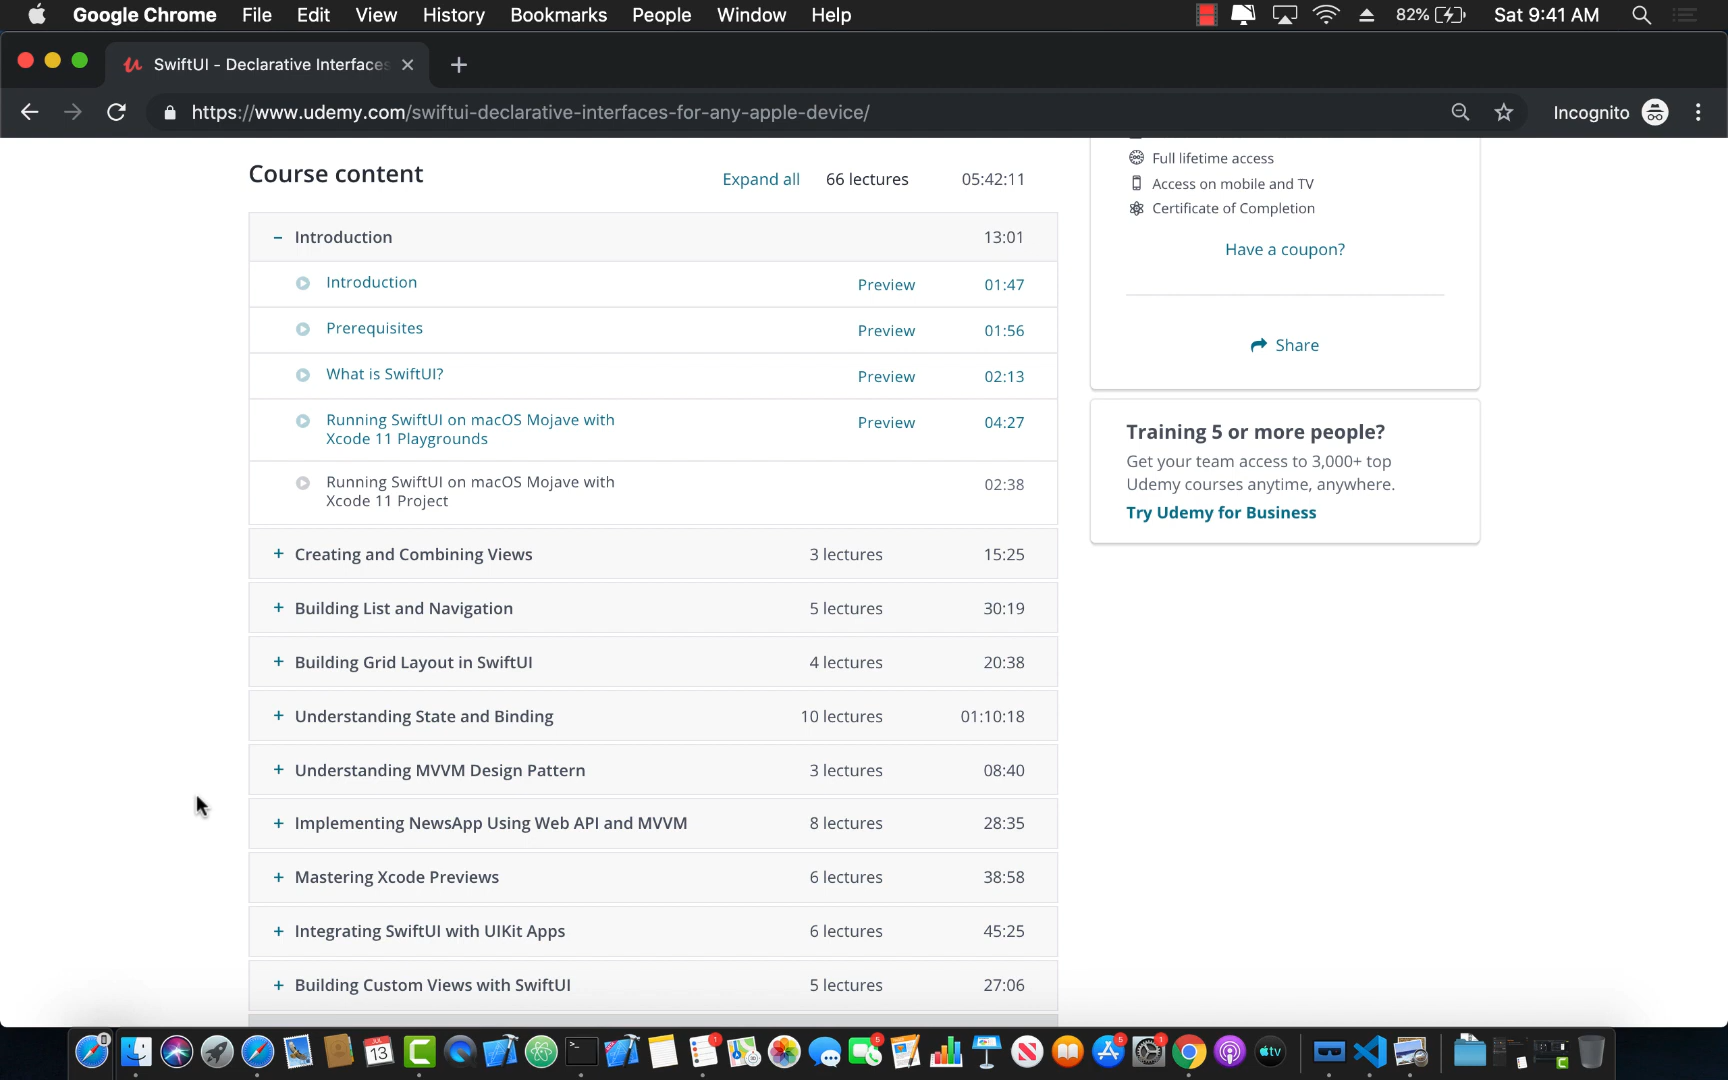 Google Chrome File Edit View History Bookmarks People Window Help 82% Sat 9:41 AM
SwiftUI - Declarative Interfaces
https://www.udemy.com/swiftui-declarative-interfaces-for-any-apple-device/ Incognito
Course content Expand all 66 lectures 05:42:11
− Introduction 13:01
Introduction Preview 01:47
Prerequisites Preview 01:56
What is SwiftUI? Preview 02:13
Running SwiftUI on macOS Mojave with Preview 04:27
Xcode 11 Playgrounds
Running SwiftUI on macOS Mojave with 02:38
Xcode 11 Project
+ Creating and Combining Views 3 lectures 15:25
+ Building List and Navigation 5 lectures 30:19
+ Building Grid Layout in SwiftUI 4 lectures 20:38
+ Understanding State and Binding 10 lectures 01:10:18
+ Understanding MVVM Design Pattern 3 lectures 08:40
+ Implementing NewsApp Using Web API and MVVM 8 lectures 28:35
+ Mastering Xcode Previews 6 lectures 38:58
+ Integrating SwiftUI with UIKit Apps 6 lectures 45:25
+ Building Custom Views with SwiftUI 5 lectures 27:06
Full lifetime access
Access on mobile and TV
Certificate of Completion
Have a coupon?
Share
Training 5 or more people?
Get your team access to 3,000+ top
Udemy courses anytime, anywhere.
Try Udemy for Business
JUL
13
1
5
5
1
tv